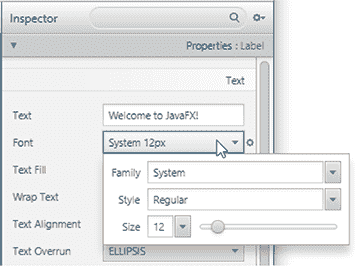 Inspector
Properties : Label
Text
Text Welcome to JavaFX!
Font System 12px
Text Fill
Family System
Wrap Text
Style Regular
Text Alignment
Size 12
Text Overrun ELLIPSIS